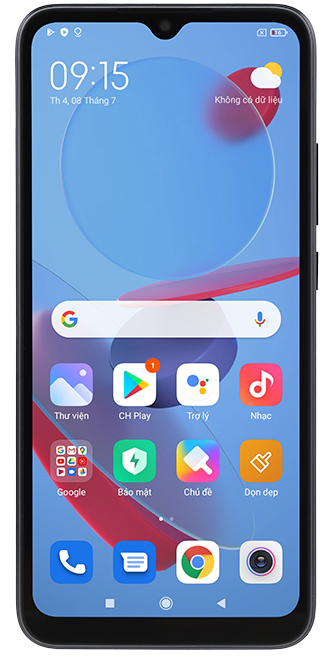 09:15
Th 4, 08 Tháng 7
Không có dữ liệu
Thư viện
CH Play
1
Trợ lý
Nhạc
Google
Bảo mật
Chủ đề
Dọn dẹp